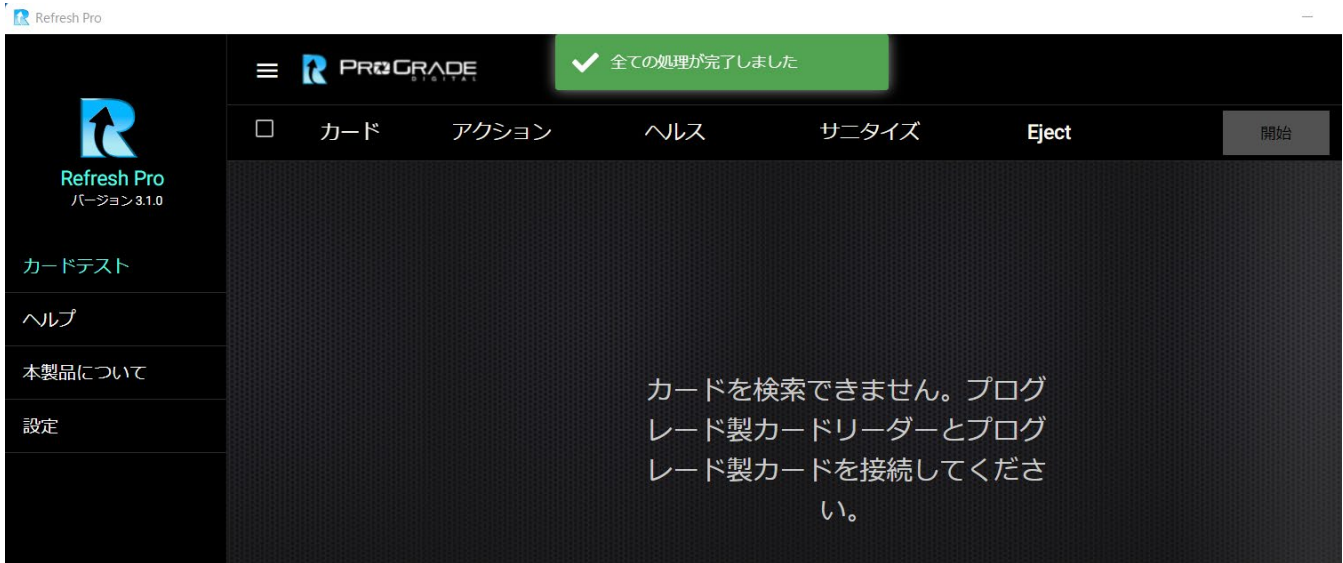 Refresh Pro
PROGRADE
DIGITAL
全ての処理が完了しました
カード アクション ヘルス サニタイズ Eject 開始
Refresh Pro
バージョン 3.1.0
カードテスト
ヘルプ
本製品について
設定
カードを検索できません。プログ
レード製カードリーダーとプログ
レード製カードを接続してくださ
い。